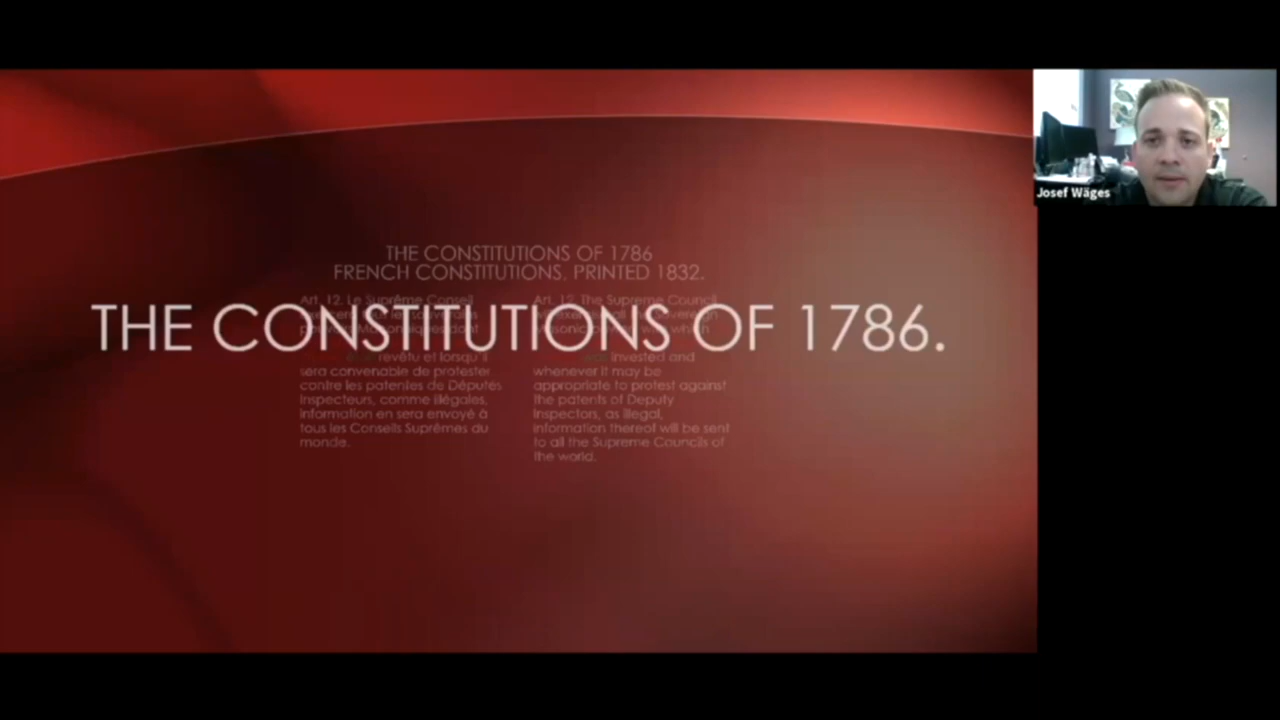 Josef Wäges
THE CONSTITUTIONS OF 1786
FRENCH CONSTITUTIONS, PRINTED 1832.
Art. 12. Le Suprême Conseil
Art. 12. The Supreme Council
THE CONSTITUTIONS OF 1786.
revêtu et lorsqu'il
sera convenable de protester
contre les patentes de Députés
Inspecteurs, comme illégales,
information en sera envoyé à
tous les Conseils Suprêmes du
monde.
invested and
whenever it may be
appropriate to protest against
the patents of Deputy
Inspectors, as illegal,
information thereof will be sent
to all the Supreme Councils of
the world.